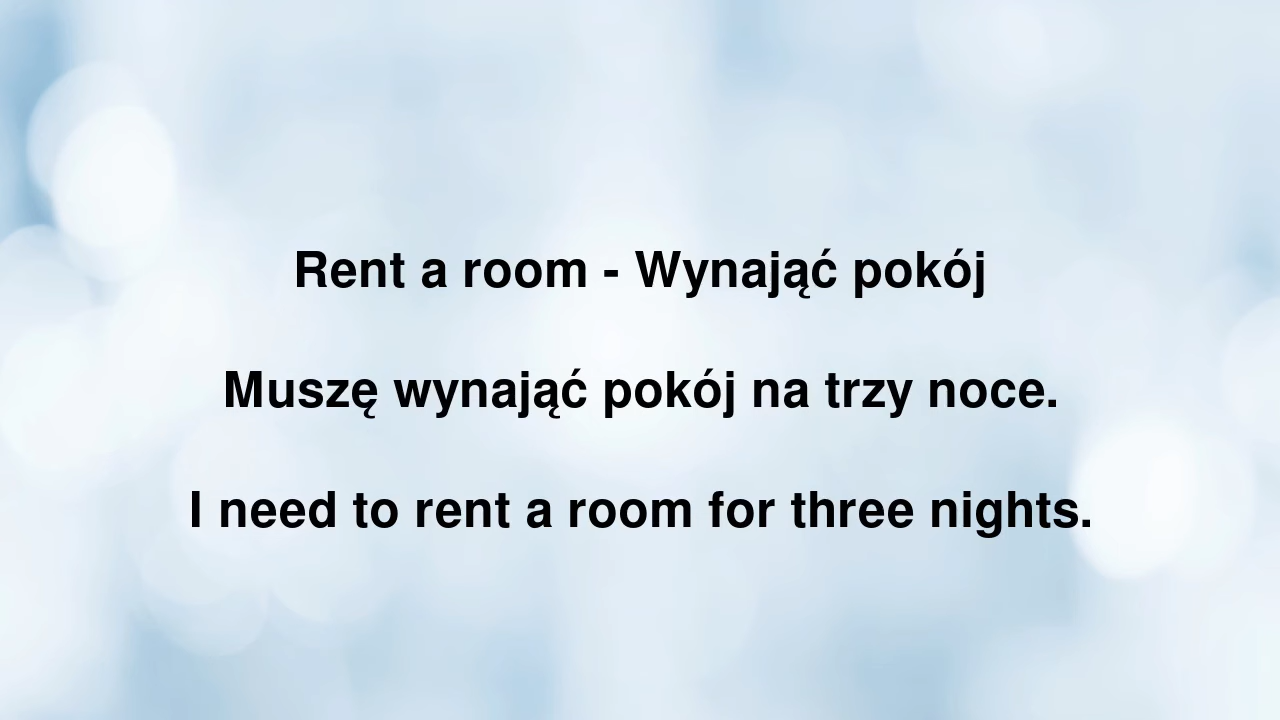 Rent a room - Wynająć pokój
Muszę wynająć pokój na trzy noce.
I need to rent a room for three nights.